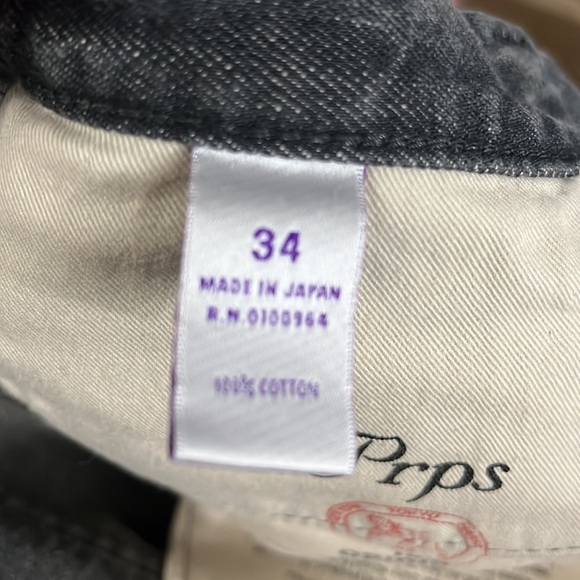 34
MADE IN JAPAN
R.N.0100964
100% COTTON
Prps